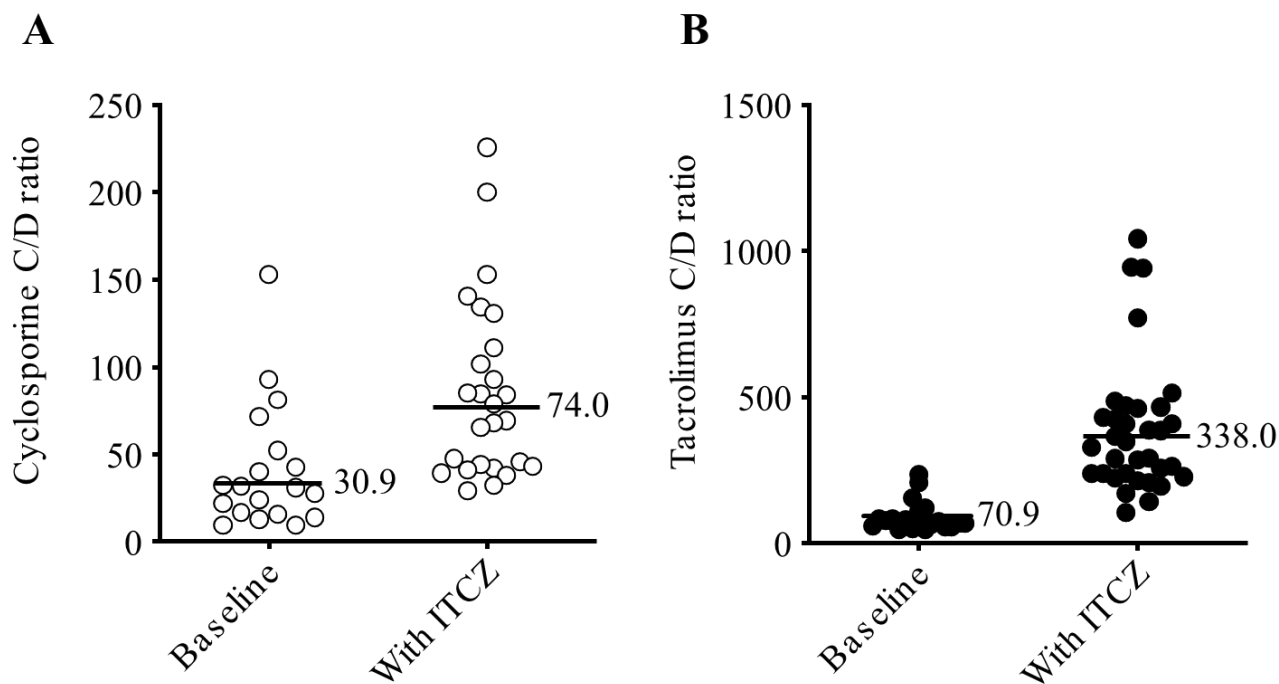 A
Cyclosporine C/D ratio
250
200
150
100
50
0
30.9
74.0
Baseline
With ITCZ
B
Tacrolimus C/D ratio
1500
1000
500
0
70.9
338.0
Baseline
With ITCZ